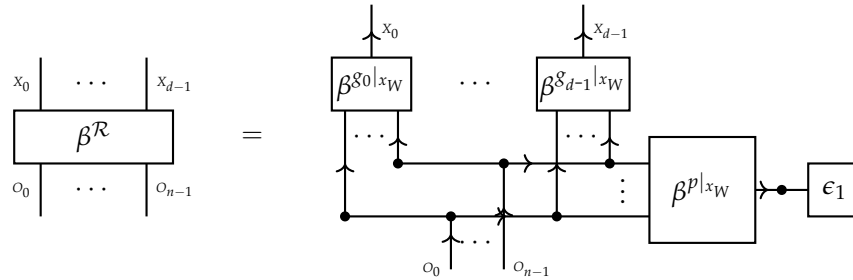 X_0 X_{d-1}
X_0 ⋯ X_{d-1} β^{g_0|_{x_W}} ⋯ β^{g_{d-1}|_{x_W}}
β^ℛ = ⋯ ⋯
O_0 ⋯ O_{n-1} ⋮ β^{p|_{x_W}} ϵ_1
O_0 ⋯ O_{n-1}